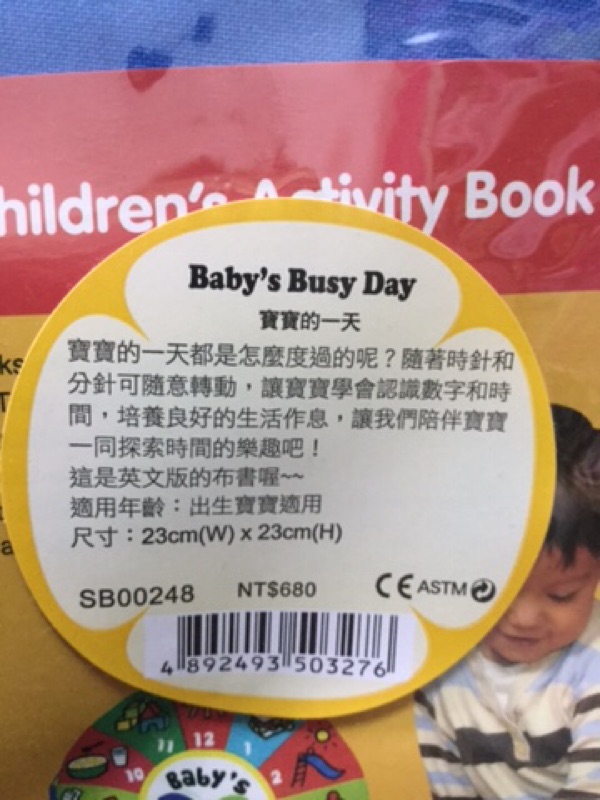 hildren's Activity Book
Baby's Busy Day
寶寶的一天
寶寶的一天都是怎麼度過的呢？隨著時針和
分針可隨意轉動，讓寶寶學會認識數字和時
間，培養良好的生活作息，讓我們陪伴寶寶
一同探索時間的樂趣吧！
這是英文版的布書喔~~
適用年齡：出生寶寶適用
尺寸：23cm(W) x 23cm(H)
SB00248 NT$680 CE ASTM
4 892493 503276
11 12 1
10 2
Baby's